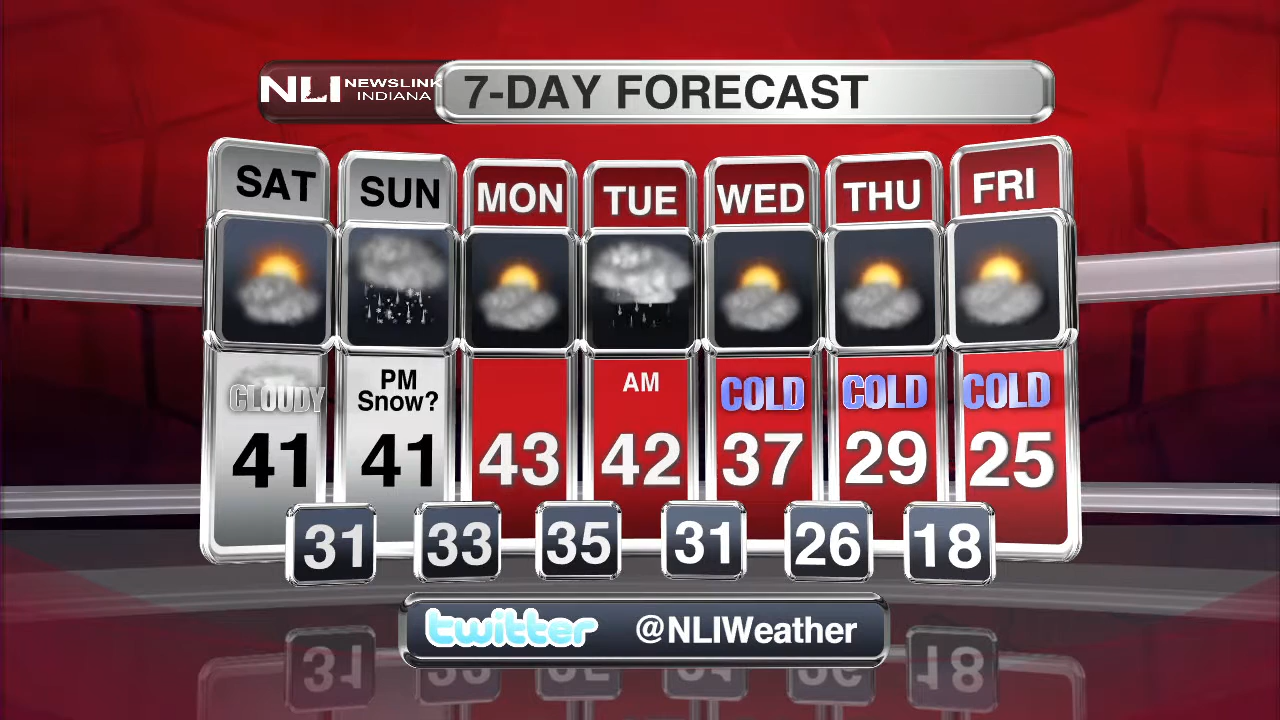 NLI NEWSLINK INDIANA 7-DAY FORECAST
SAT SUN MON TUE WED THU FRI
CLOUDY PM Snow? AM COLD COLD COLD
41 41 43 42 37 29 25
31 33 35 31 26 18
twitter @NLIWeather